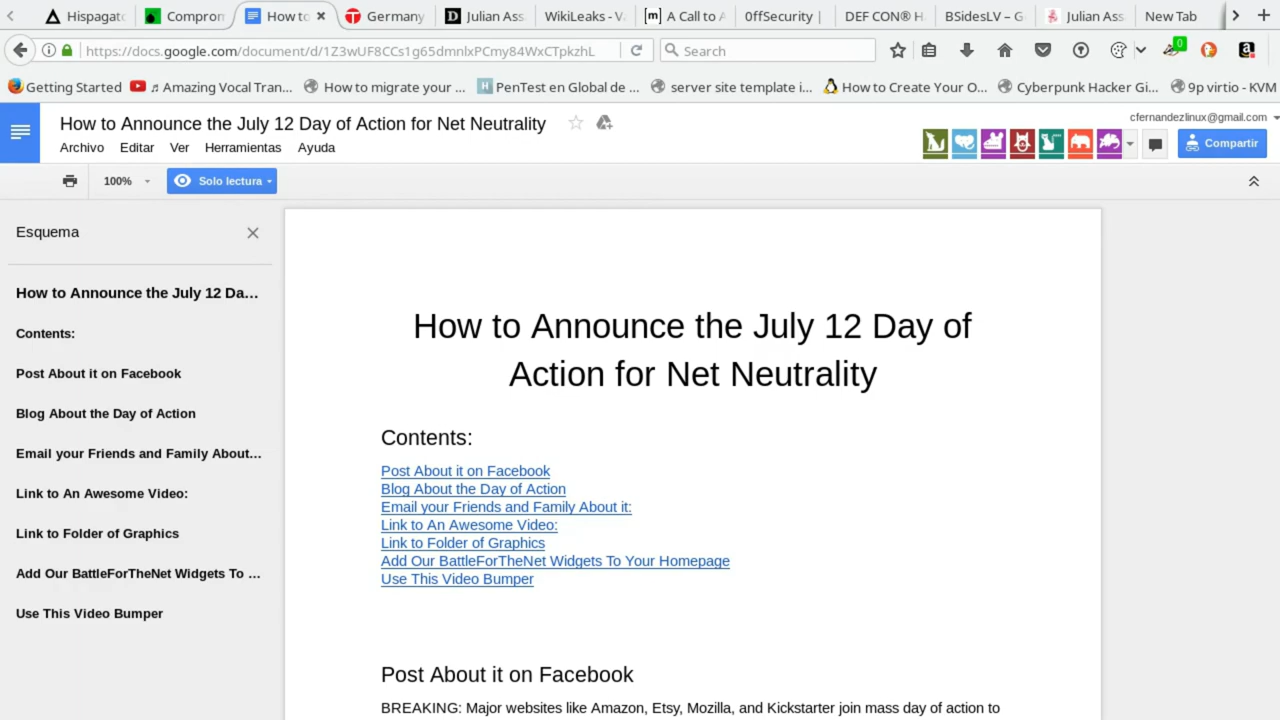 Hispagat
Comprom
How to
Germany
Julian Ass
WikiLeaks - V
A Call to A
0ffSecurity |
DEF CON® H
BSidesLV – G
Julian Ass
New Tab
https://docs.google.com/document/d/1Z3wUF8CCs1g65dmnlxPCmy84WxCTpkzhL
Search
0
Getting Started
♬ Amazing Vocal Tran...
How to migrate your ...
PenTest en Global de ...
server site template i...
How to Create Your O...
Cyberpunk Hacker Gi...
9p virtio - KVM
How to Announce the July 12 Day of Action for Net Neutrality
cfernandezlinux@gmail.com
Archivo Editar Ver Herramientas Ayuda
Compartir
100%
Solo lectura
Esquema
How to Announce the July 12 Da...
Contents:
Post About it on Facebook
Blog About the Day of Action
Email your Friends and Family About...
Link to An Awesome Video:
Link to Folder of Graphics
Add Our BattleForTheNet Widgets To ...
Use This Video Bumper
How to Announce the July 12 Day of
Action for Net Neutrality
Contents:
Post About it on Facebook
Blog About the Day of Action
Email your Friends and Family About it:
Link to An Awesome Video:
Link to Folder of Graphics
Add Our BattleForTheNet Widgets To Your Homepage
Use This Video Bumper
Post About it on Facebook
BREAKING: Major websites like Amazon, Etsy, Mozilla, and Kickstarter join mass day of action to